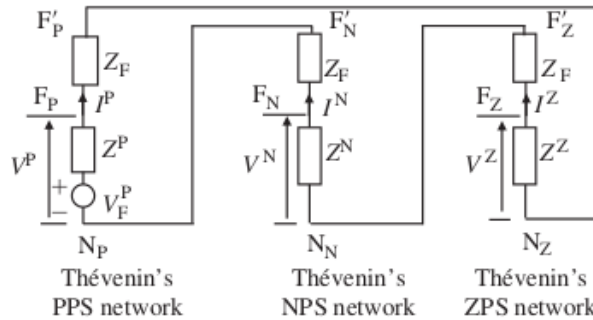 F′P F′N F′Z
ZF ZF ZF
FP IP FN IN FZ IZ
VP ZP VN ZN VZ ZZ
+
−
VPF
NP NN NZ
Thévenin's Thévenin's Thévenin's
PPS network NPS network ZPS network